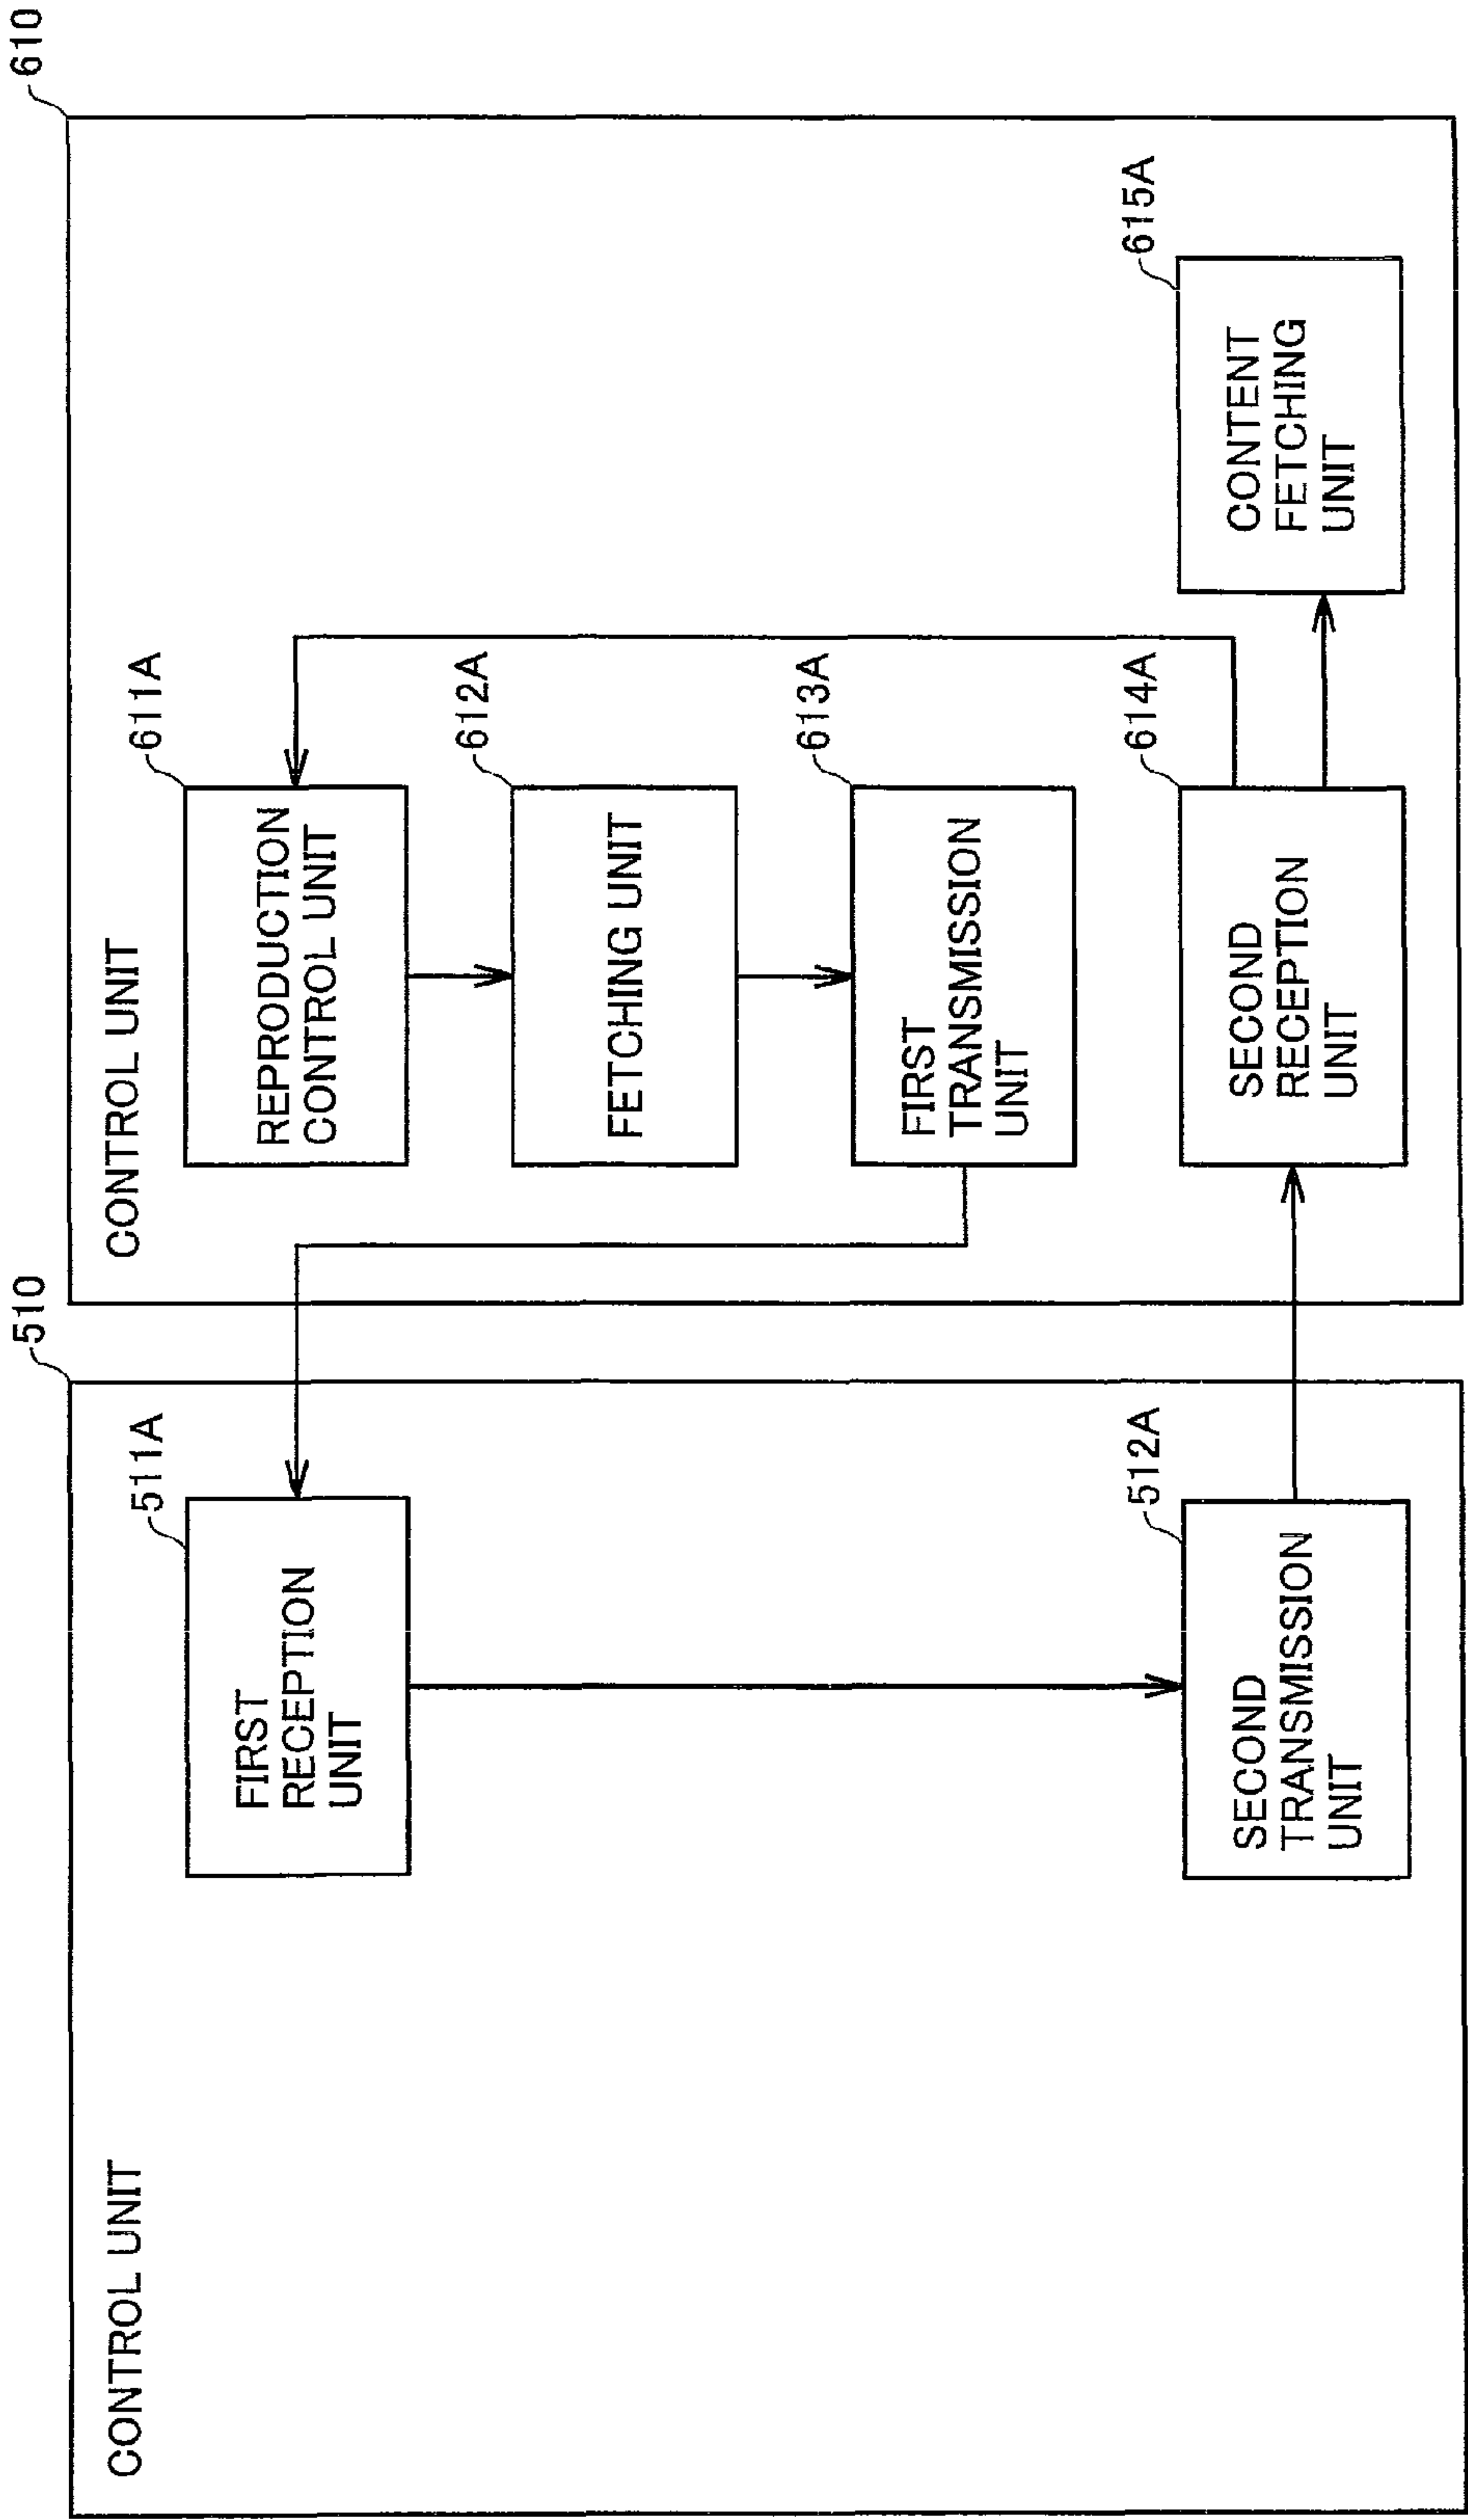 510
CONTROL UNIT
511A
FIRST
RECEPTION
UNIT
512A
SECOND
TRANSMISSION
UNIT
610
CONTROL UNIT
611A
REPRODUCTION
CONTROL UNIT
612A
FETCHING UNIT
613A
FIRST
TRANSMISSION
UNIT
614A
SECOND
RECEPTION
UNIT
615A
CONTENT
FETCHING
UNIT